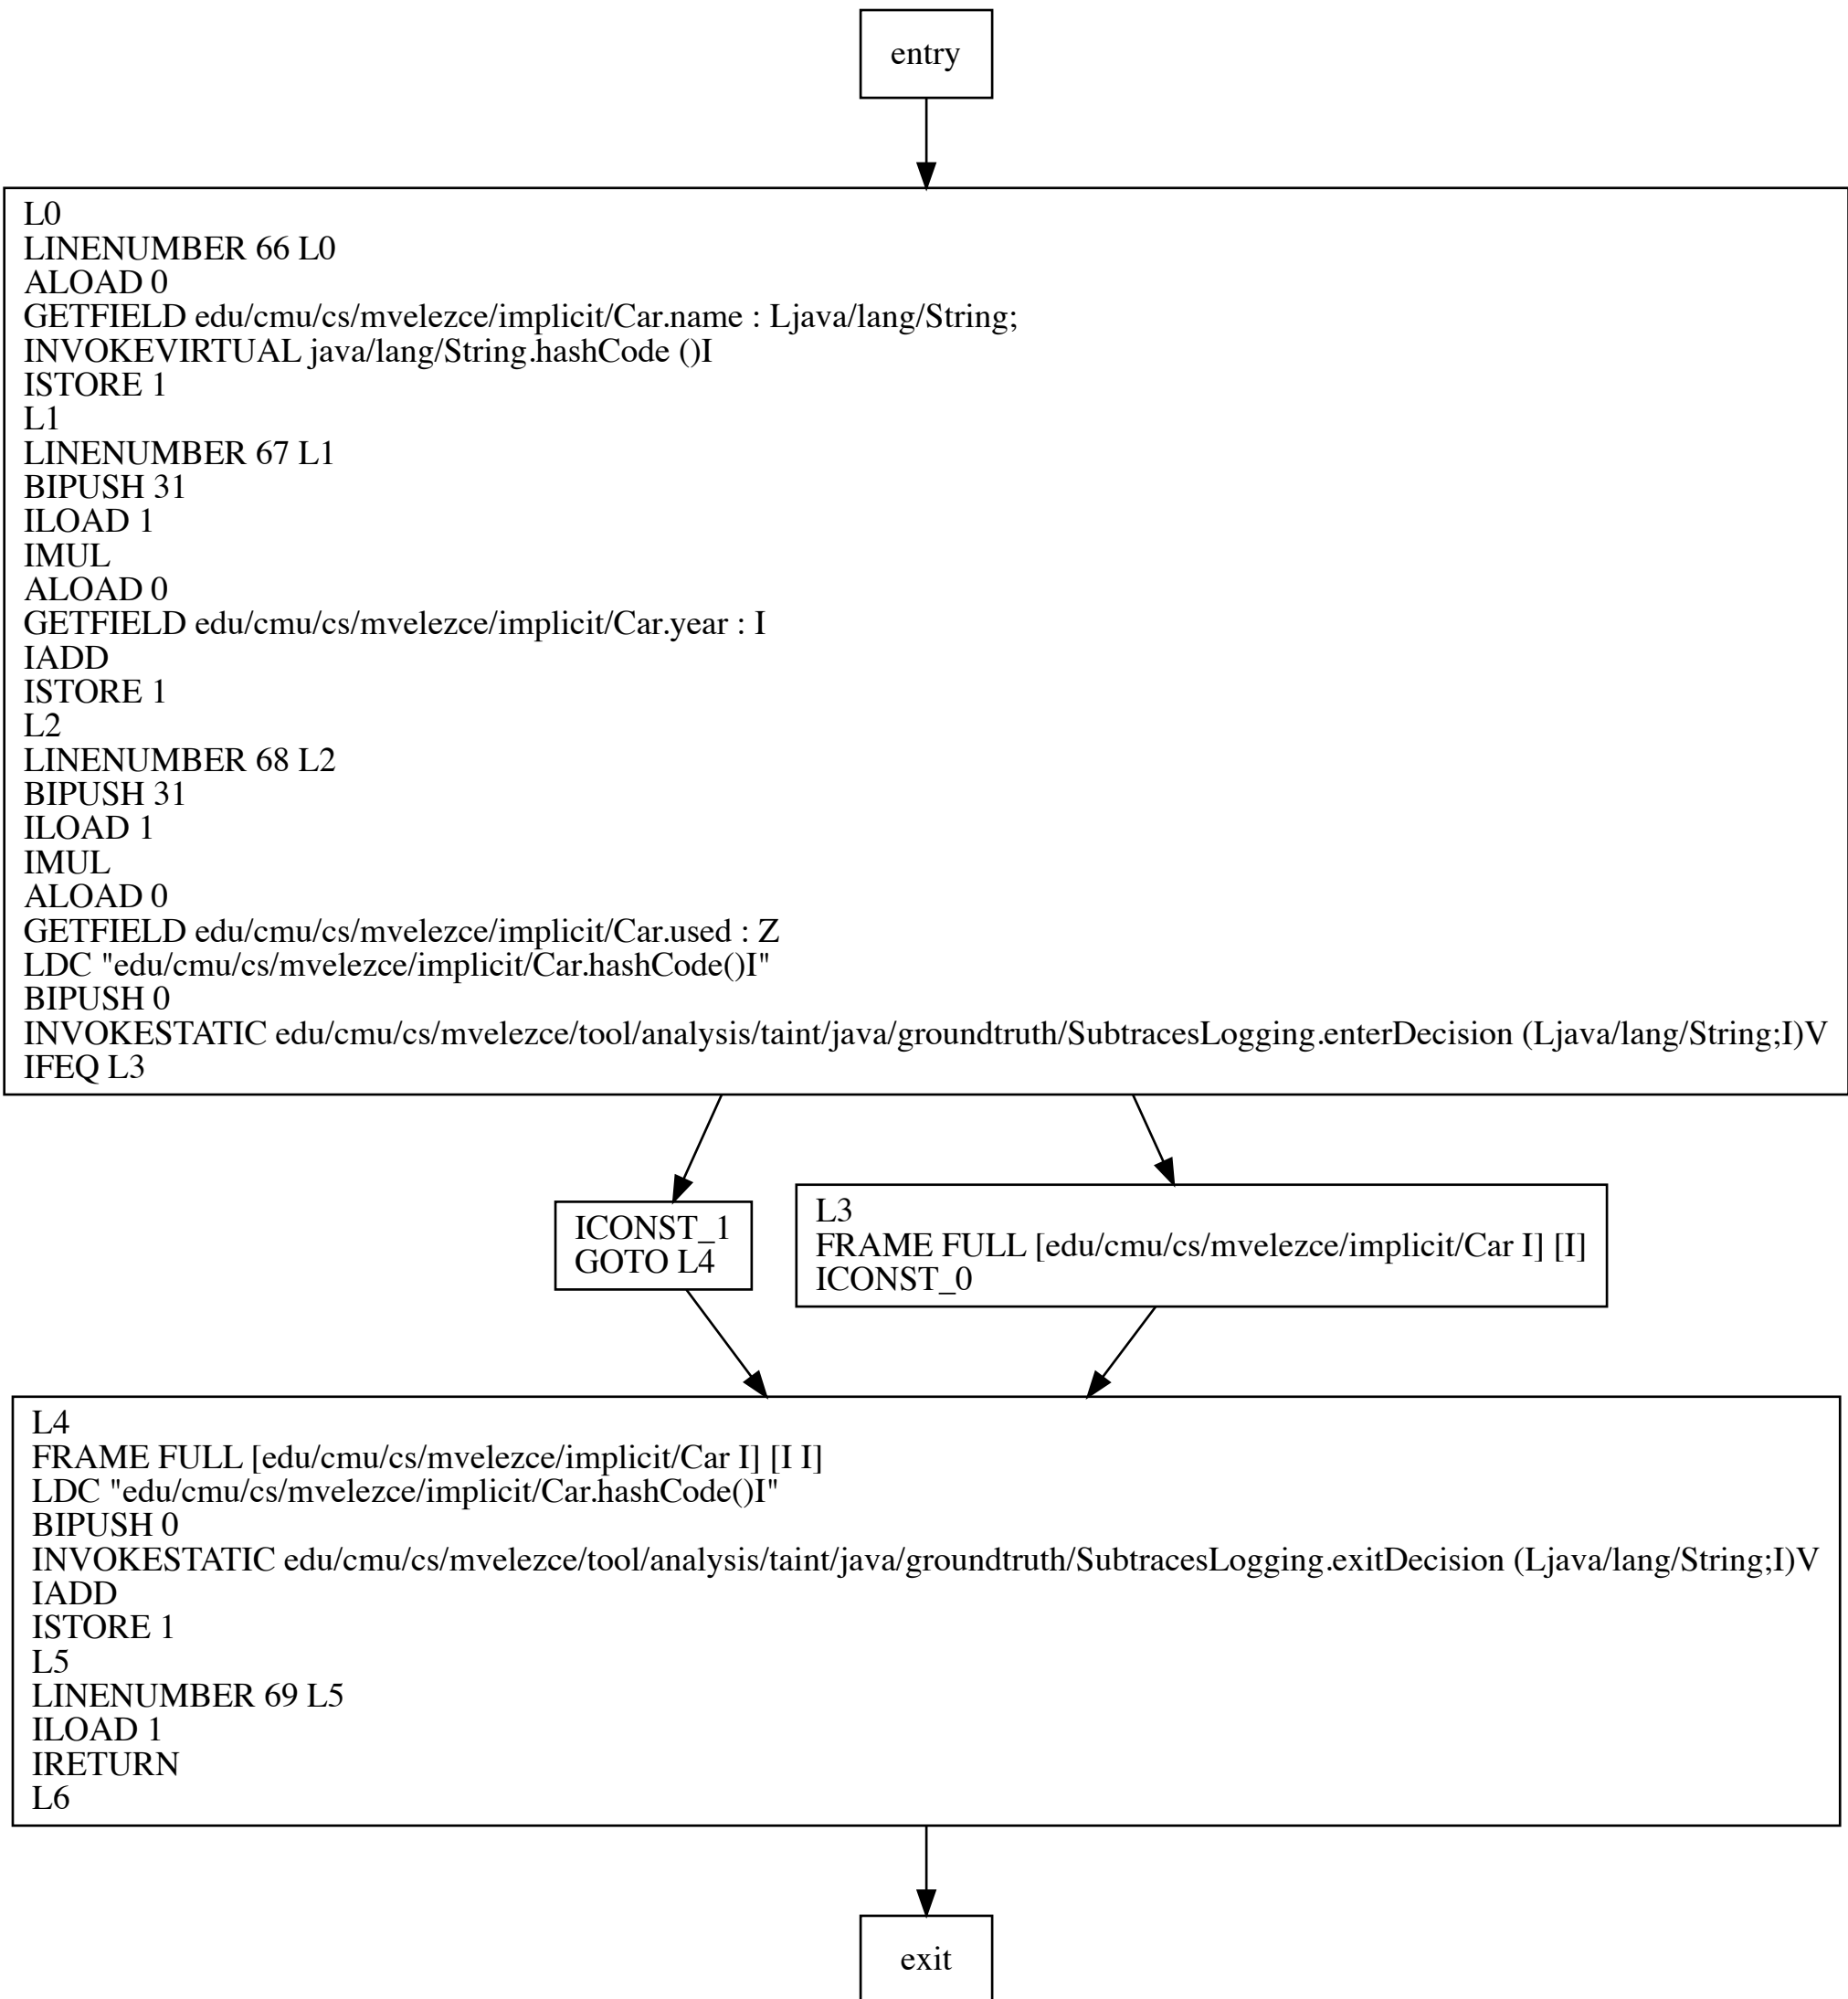 entry
L0
LINENUMBER 66 L0
ALOAD 0
GETFIELD edu/cmu/cs/mvelezce/implicit/Car.name : Ljava/lang/String;
INVOKEVIRTUAL java/lang/String.hashCode ()I
ISTORE 1
L1
LINENUMBER 67 L1
BIPUSH 31
ILOAD 1
IMUL
ALOAD 0
GETFIELD edu/cmu/cs/mvelezce/implicit/Car.year : I
IADD
ISTORE 1
L2
LINENUMBER 68 L2
BIPUSH 31
ILOAD 1
IMUL
ALOAD 0
GETFIELD edu/cmu/cs/mvelezce/implicit/Car.used : Z
LDC "edu/cmu/cs/mvelezce/implicit/Car.hashCode()I"
BIPUSH 0
INVOKESTATIC edu/cmu/cs/mvelezce/tool/analysis/taint/java/groundtruth/SubtracesLogging.enterDecision (Ljava/lang/String;I)V
IFEQ L3
ICONST_1
GOTO L4
L3
FRAME FULL [edu/cmu/cs/mvelezce/implicit/Car I] [I]
ICONST_0
L4
FRAME FULL [edu/cmu/cs/mvelezce/implicit/Car I] [I I]
LDC "edu/cmu/cs/mvelezce/implicit/Car.hashCode()I"
BIPUSH 0
INVOKESTATIC edu/cmu/cs/mvelezce/tool/analysis/taint/java/groundtruth/SubtracesLogging.exitDecision (Ljava/lang/String;I)V
IADD
ISTORE 1
L5
LINENUMBER 69 L5
ILOAD 1
IRETURN
L6
exit